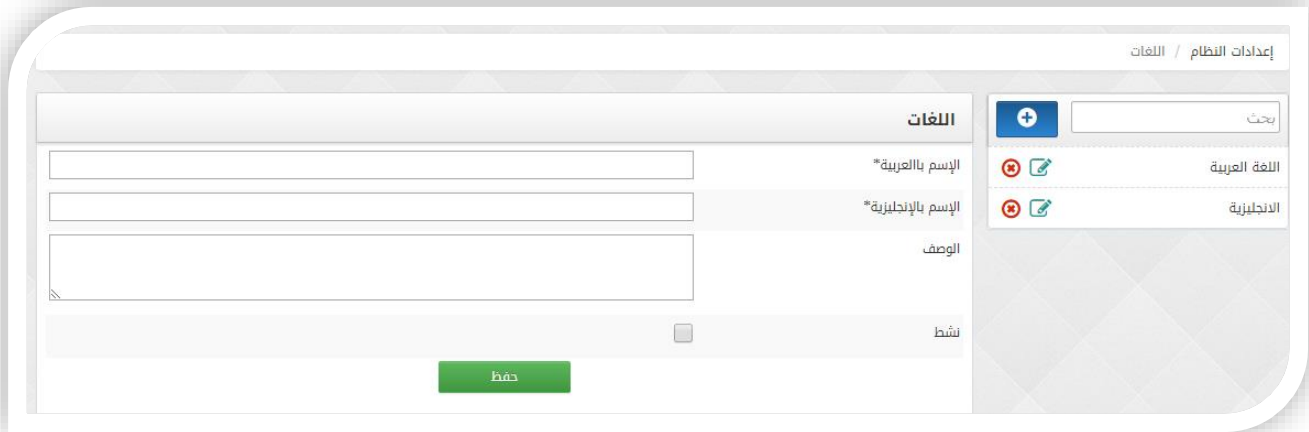 إعدادات النظام / اللغات
بحث
اللغة العربية
الانجليزية
اللغات
الإسم باالعربية*
الإسم بالإنجليزية*
الوصف
نشط
حفظ